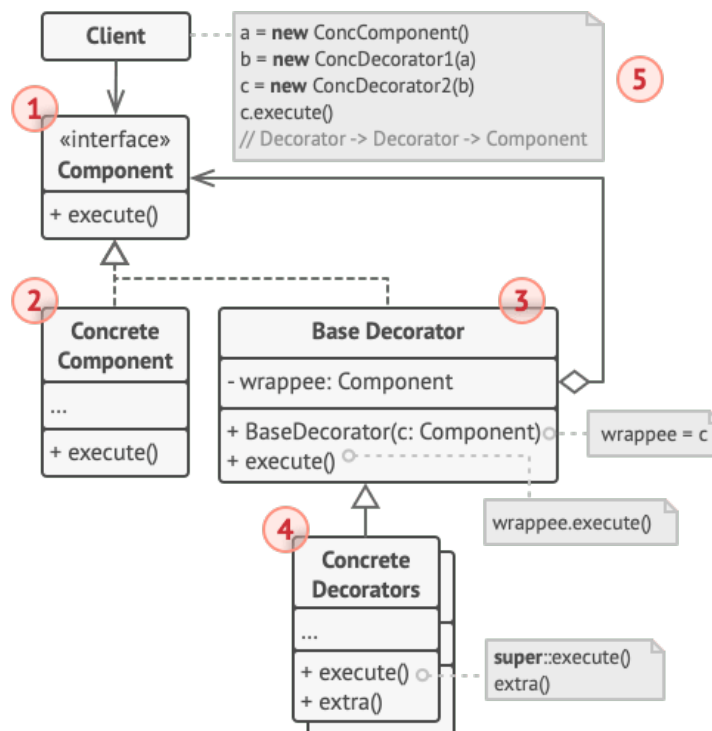 Client
a = new ConcComponent()
b = new ConcDecorator1(a)
c = new ConcDecorator2(b)
c.execute()
// Decorator -> Decorator -> Component
5
1
«interface»
Component
+ execute()
2
Concrete
Component
...
+ execute()
3
Base Decorator
- wrappee: Component
+ BaseDecorator(c: Component)
+ execute()
wrappee = c
wrappee.execute()
4
Concrete
Decorators
...
+ execute()
+ extra()
super::execute()
extra()